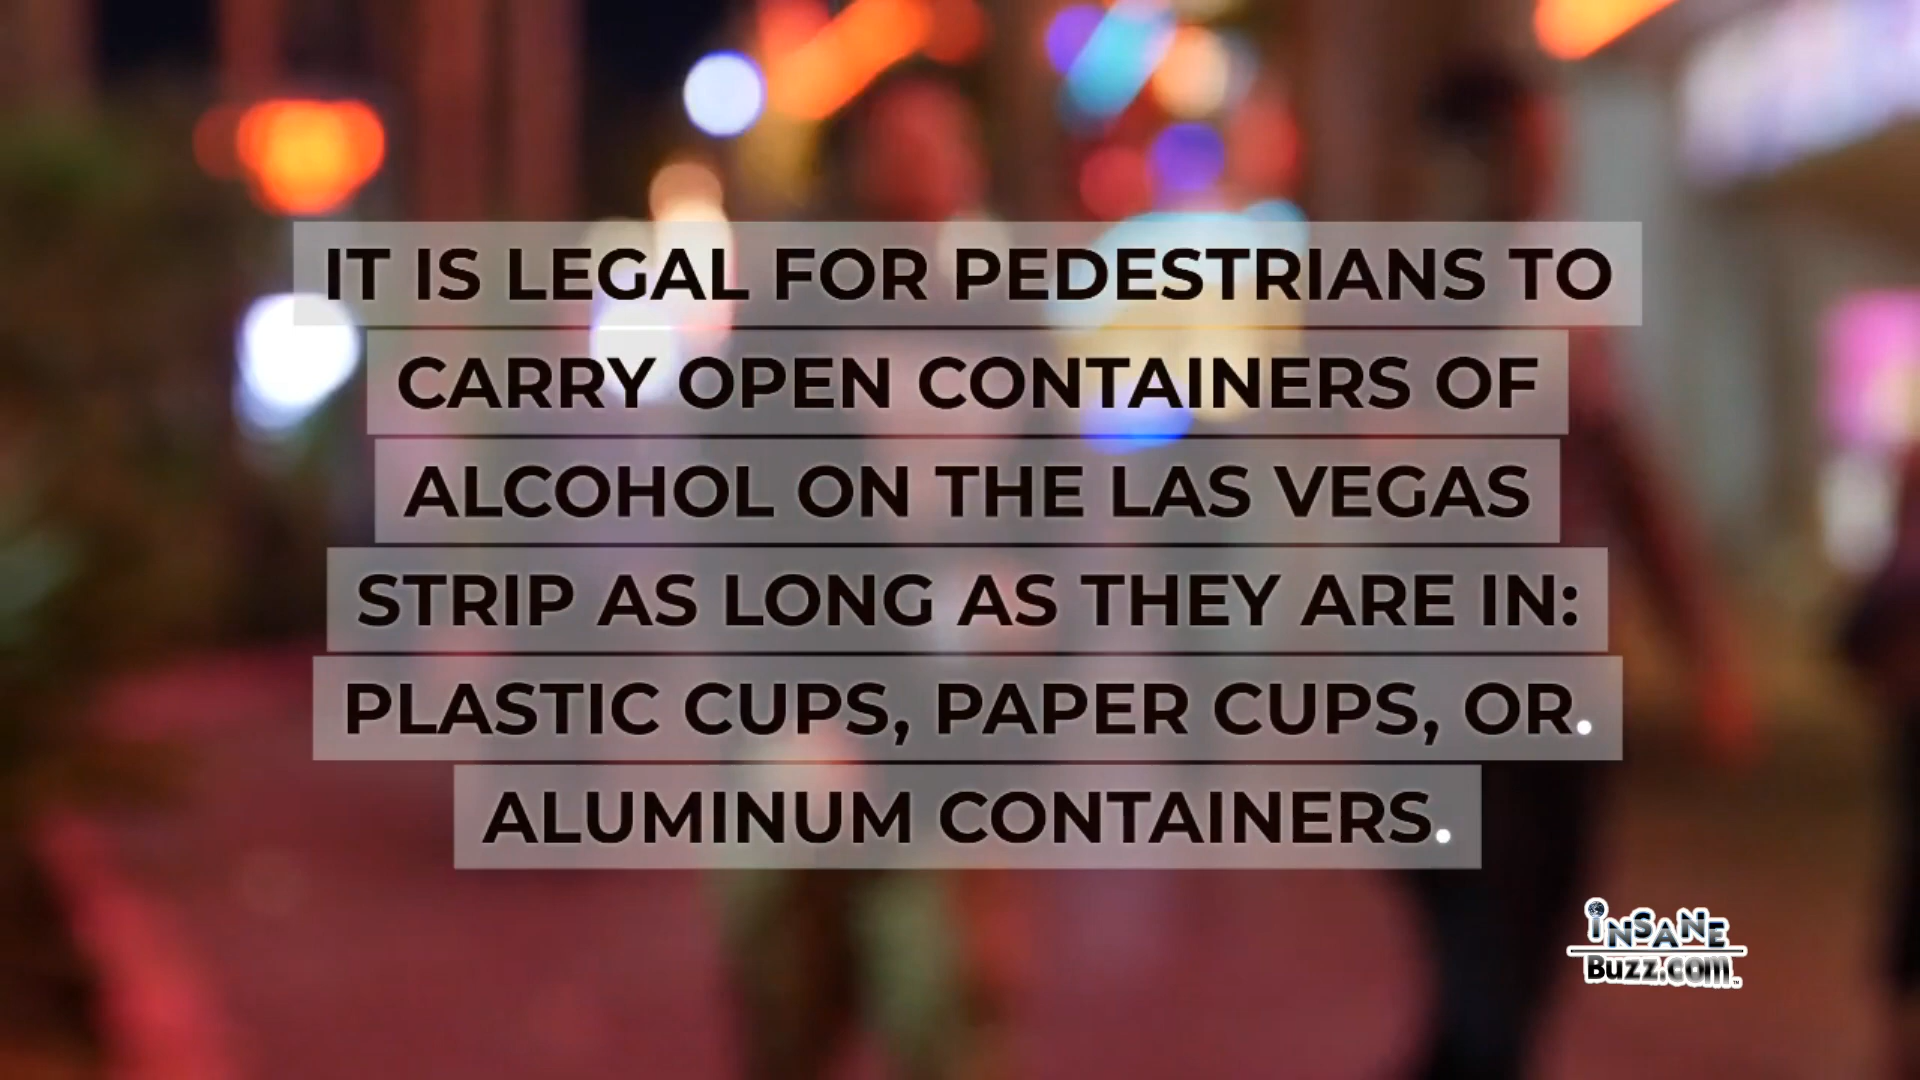 IT IS LEGAL FOR PEDESTRIANS TO
CARRY OPEN CONTAINERS OF
ALCOHOL ON THE LAS VEGAS
STRIP AS LONG AS THEY ARE IN:
PLASTIC CUPS, PAPER CUPS, OR.
ALUMINUM CONTAINERS.
iNSANE
Buzz.com™